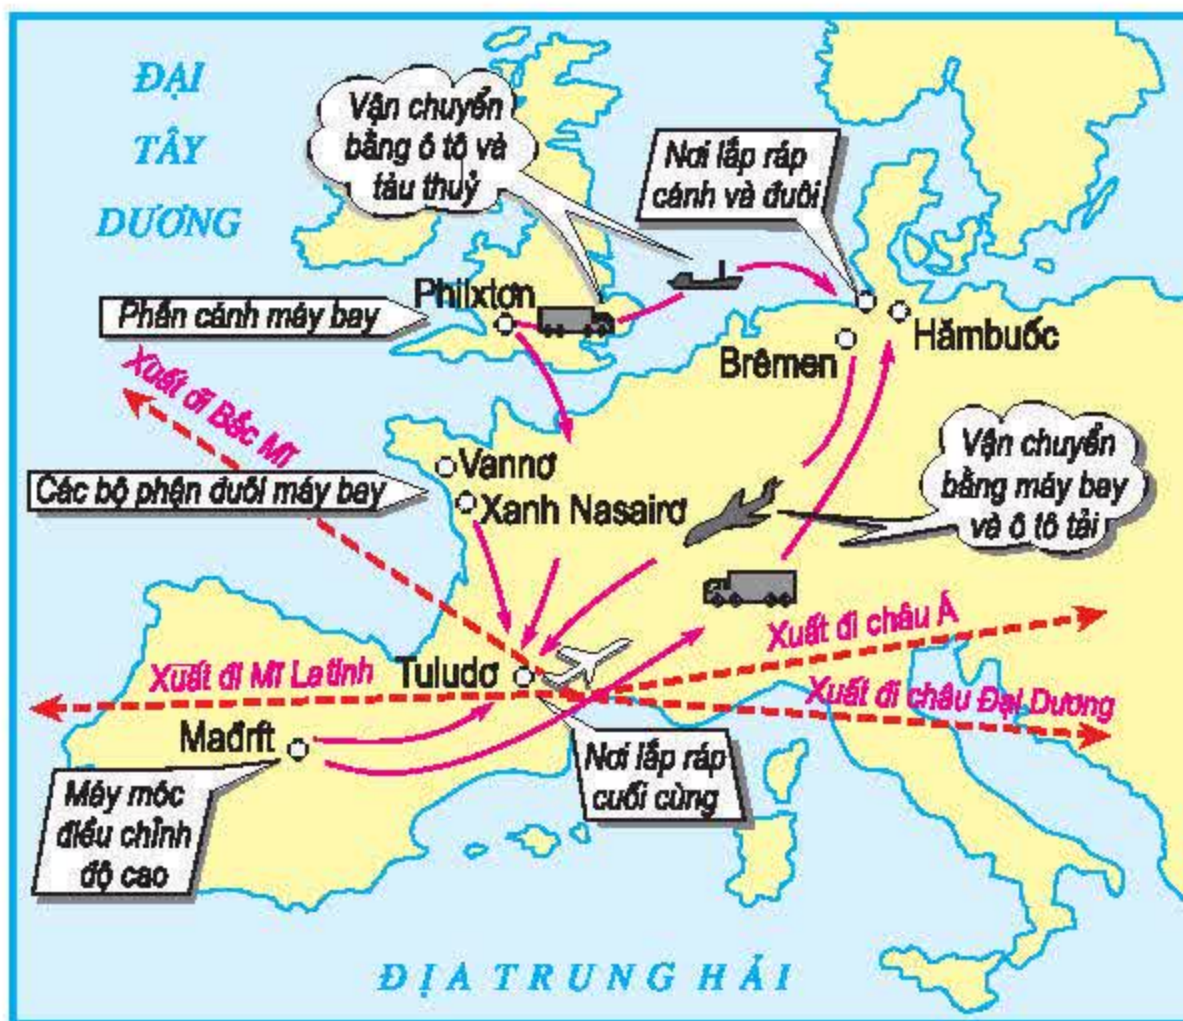 ĐẠI
TÂY
DƯƠNG
Vận chuyển
bằng ô tô và
tàu thuỷ
Nơi lắp ráp
cánh và đuôi
Philxtơn
Phần cánh máy bay
Hămbuốc
Brêmen
Xuất đi Bắc Mĩ
Vannơ
Các bộ phận đuôi máy bay
Xanh Nasairơ
Vận chuyển
bằng máy bay
và ô tô tải
Xuất đi châu Á
Xuất đi Mĩ Latinh
Tuludơ
Xuất đi châu Đại Dương
Mađrit
Nơi lắp ráp
cuối cùng
Máy móc
điều chỉnh
độ cao
ĐỊA TRUNG HẢI